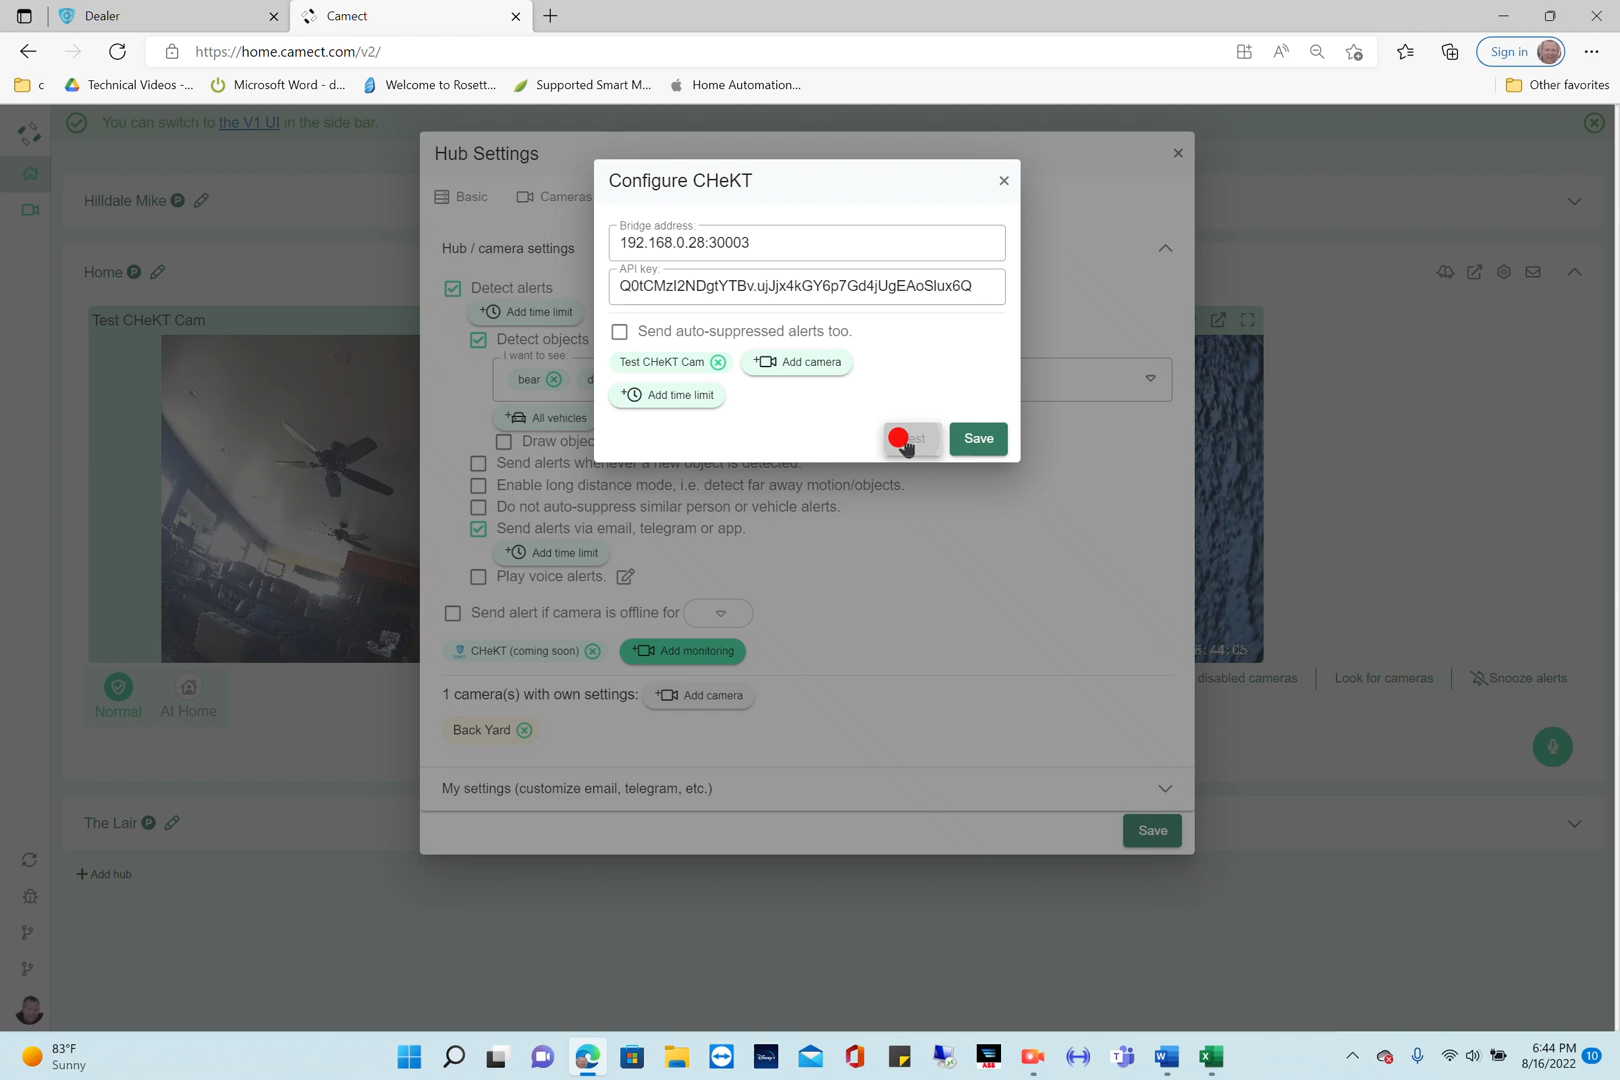 Dealer
Camect
https://home.camect.com/v2/
Sign in
c
Technical Videos -...
Microsoft Word - d...
Welcome to Rosett...
Supported Smart M...
Home Automation...
Other favorites
You can switch to the V1 UI in the side bar.
Hub Settings
Configure CHeKT
Basic
Cameras
Hilldale Mike P
Bridge address:
192.168.0.28:30003
Hub / camera settings
API key:
Q0tCMzI2NDgtYTBv.ujJjx4kGY6p7Gd4jUgEAoSlux6Q
Home P
Detect alerts
Add time limit
Test CHeKT Cam
Send auto-suppressed alerts too.
Detect objects
I want to see:
Test CHeKT Cam
Add camera
bear
Add time limit
All vehicles
Save
Draw objec
Send alerts whenever a new object is detected.
Enable long distance mode, i.e. detect far away motion/objects.
Do not auto-suppress similar person or vehicle alerts.
Send alerts via email, telegram or app.
Add time limit
Play voice alerts.
Send alert if camera is offline for
CHeKT (coming soon)
Add monitoring
:44:05
disabled cameras
Look for cameras
Snooze alerts
1 camera(s) with own settings:
Add camera
Normal
At Home
Back Yard
My settings (customize email, telegram, etc.)
The Lair P
Save
Add hub
83°F
Sunny
Disney+
ABB
6:44 PM
8/16/2022
10